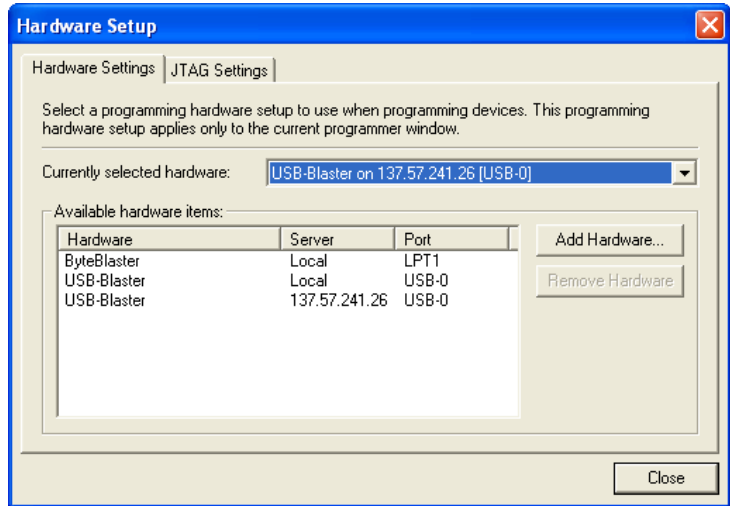 Hardware Setup
Hardware Settings JTAG Settings
Select a programming hardware setup to use when programming devices. This programming
hardware setup applies only to the current programmer window.
Currently selected hardware: USB-Blaster on 137.57.241.26 [USB-0]
Available hardware items:
Hardware Server Port
ByteBlaster Local LPT1
USB-Blaster Local USB-0
USB-Blaster 137.57.241.26 USB-0
Add Hardware...
Remove Hardware
Close